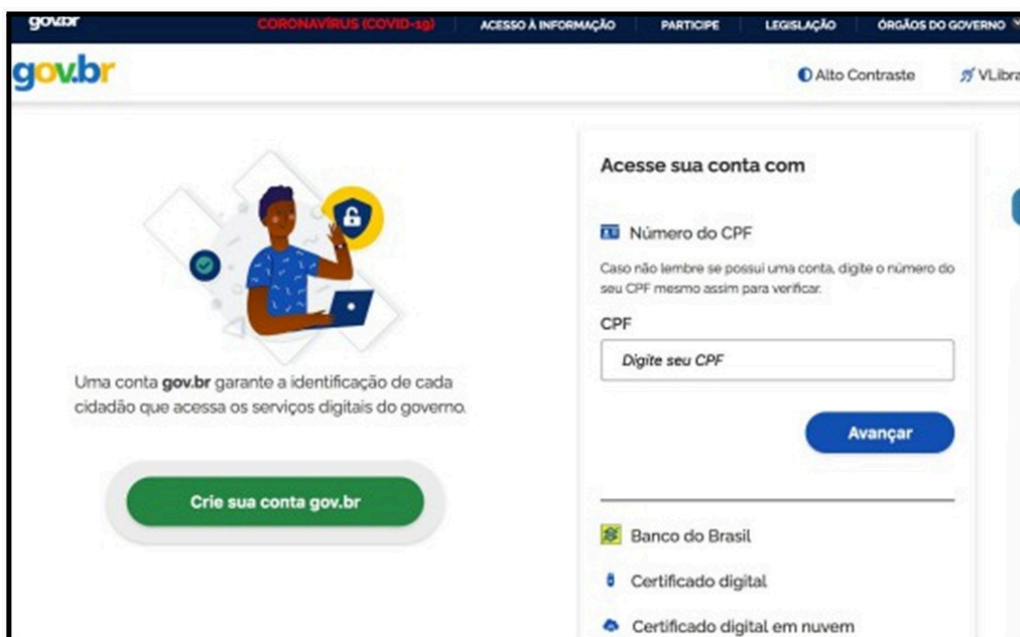 gov.br CORONAVÍRUS (COVID-19) ACESSO À INFORMAÇÃO PARTICIPE LEGISLAÇÃO ÓRGÃOS DO GOVERNO
gov.br
Alto Contraste VLibra
Uma conta gov.br garante a identificação de cada
cidadão que acessa os serviços digitais do governo.
Crie sua conta gov.br
Acesse sua conta com
Número do CPF
Caso não lembre se possui uma conta, digite o número do
seu CPF mesmo assim para verificar.
CPF
Digite seu CPF
Avançar
Banco do Brasil
Certificado digital
Certificado digital em nuvem